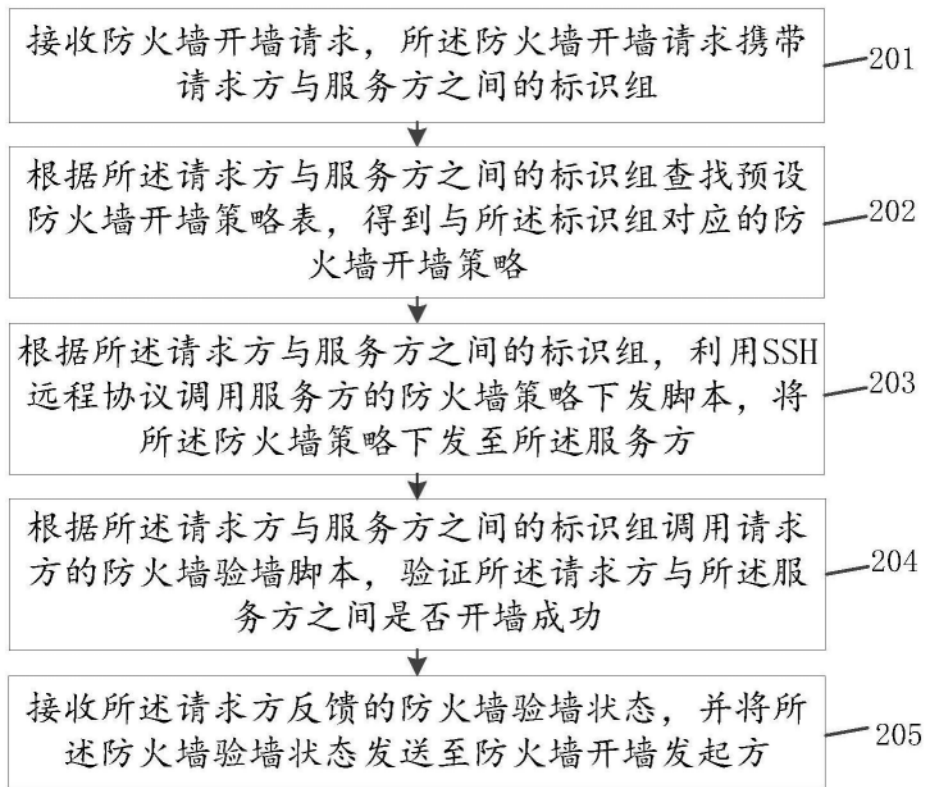 接收防火墙开墙请求，所述防火墙开墙请求携带
请求方与服务方之间的标识组
201
根据所述请求方与服务方之间的标识组查找预设
防火墙开墙策略表，得到与所述标识组对应的防
火墙开墙策略
202
根据所述请求方与服务方之间的标识组，利用SSH
远程协议调用服务方的防火墙策略下发脚本，将
所述防火墙策略下发至所述服务方
203
根据所述请求方与服务方之间的标识组调用请求
方的防火墙验墙脚本，验证所述请求方与所述服
务方之间是否开墙成功
204
接收所述请求方反馈的防火墙验墙状态，并将所
述防火墙验墙状态发送至防火墙开墙发起方
205